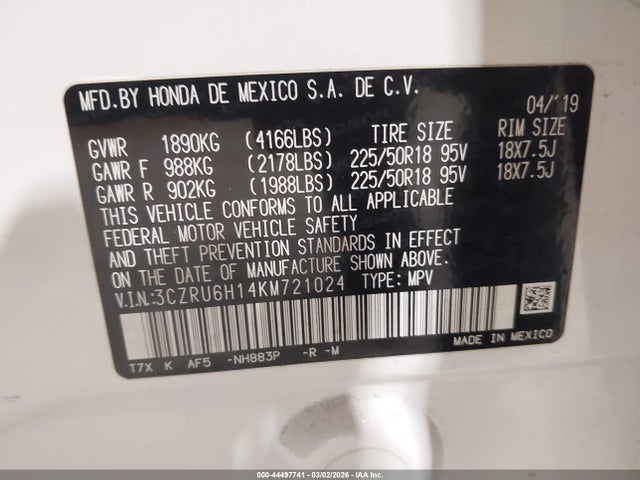 MFD.BY HONDA DE MEXICO S.A. DE C.V.
04/'19
GVWR 1890KG (4166LBS) TIRE SIZE RIM SIZE
GAWR F 988KG (2178LBS) 225/50R18 95V 18X7.5J
GAWR R 902KG (1988LBS) 225/50R18 95V 18X7.5J
THIS VEHICLE CONFORMS TO ALL APPLICABLE
FEDERAL MOTOR VEHICLE SAFETY
AND THEFT PREVENTION STANDARDS IN EFFECT
ON THE DATE OF MANUFACTURE SHOWN ABOVE.
V.I.N.:3CZRU6H14KM721024 TYPE: MPV
MADE IN MEXICO
T7X K AF5 -NH883P -R -M
000-44497741 | 03/02/2026 | IAA Inc.